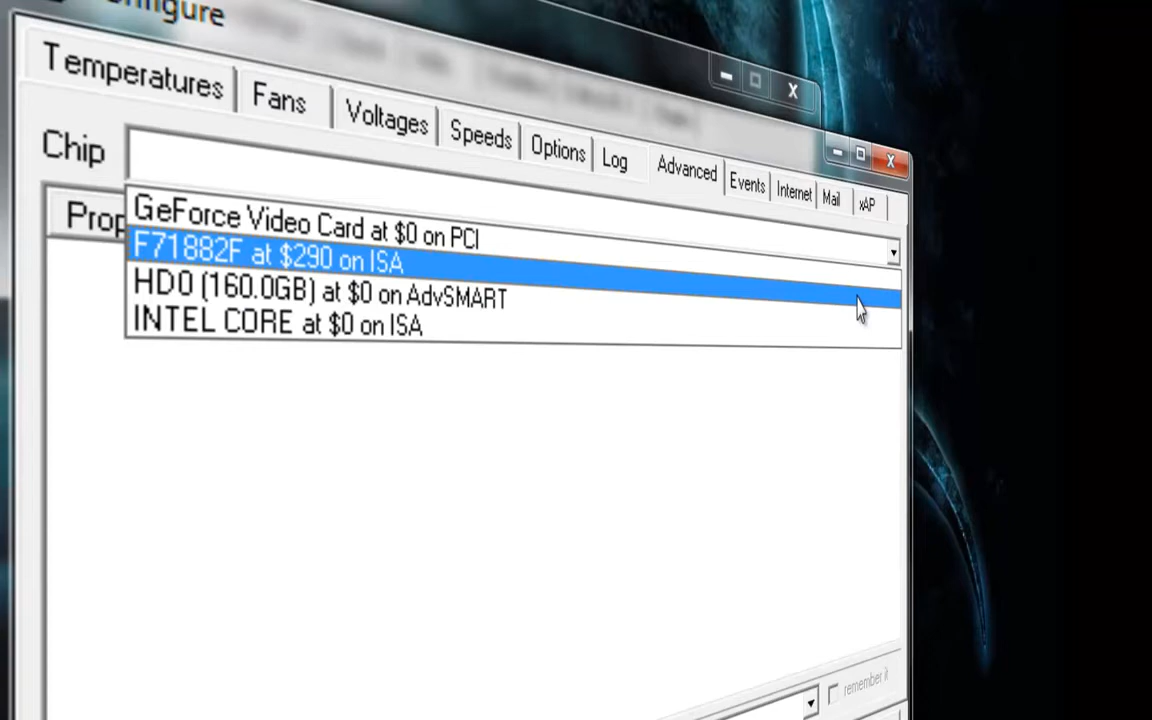 Temperatures Fans Voltages Speeds Options Log Advanced Events Internet Mail xAP
Chip
GeForce Video Card at $0 on PCI
F71882F at $290 on ISA
HD0 (160.0GB) at $0 on AdvSMART
INTEL CORE at $0 on ISA
remember it